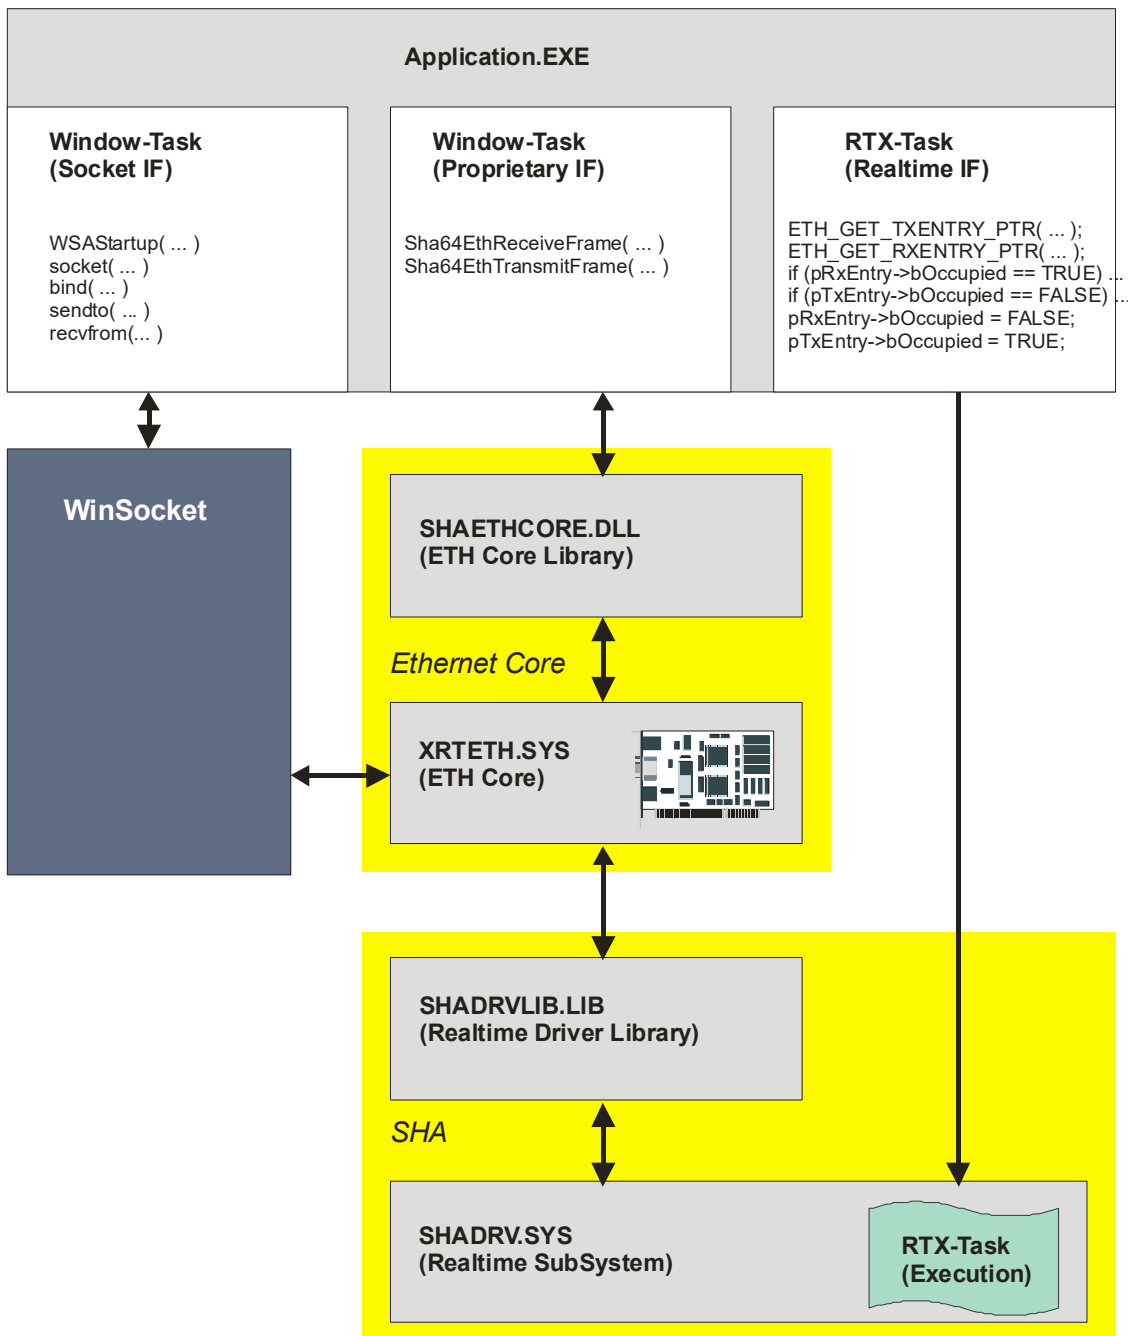 Application.EXE
Window-Task
(Socket IF)
WSAStartup( ... )
socket( ... )
bind( ... )
sendto( ... )
recvfrom(... )
Window-Task
(Proprietary IF)
Sha64EthReceiveFrame( ... )
Sha64EthTransmitFrame( ... )
RTX-Task
(Realtime IF)
ETH_GET_TXENTRY_PTR( ... );
ETH_GET_RXENTRY_PTR( ... );
if (pRxEntry->bOccupied == TRUE) ...
if (pTxEntry->bOccupied == FALSE) ...
pRxEntry->bOccupied = FALSE;
pTxEntry->bOccupied = TRUE;
WinSocket
SHAETHCORE.DLL
(ETH Core Library)
Ethernet Core
XRTETH.SYS
(ETH Core)
SHADRVLIB.LIB
(Realtime Driver Library)
SHA
SHADRV.SYS
(Realtime SubSystem)
RTX-Task
(Execution)